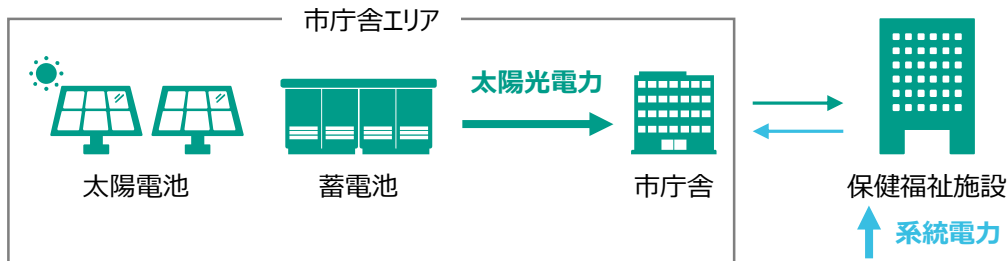 市庁舎エリア
太陽光電力
太陽電池
蓄電池
市庁舎
保健福祉施設
系統電力